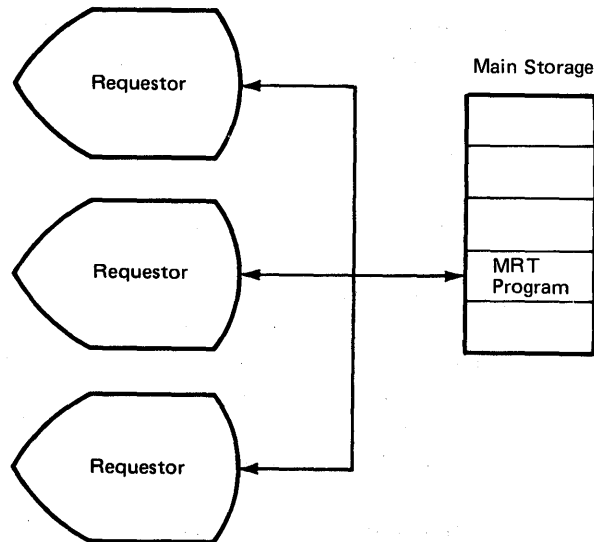 Requestor
Main Storage
Requestor
MRT
Program
Requestor